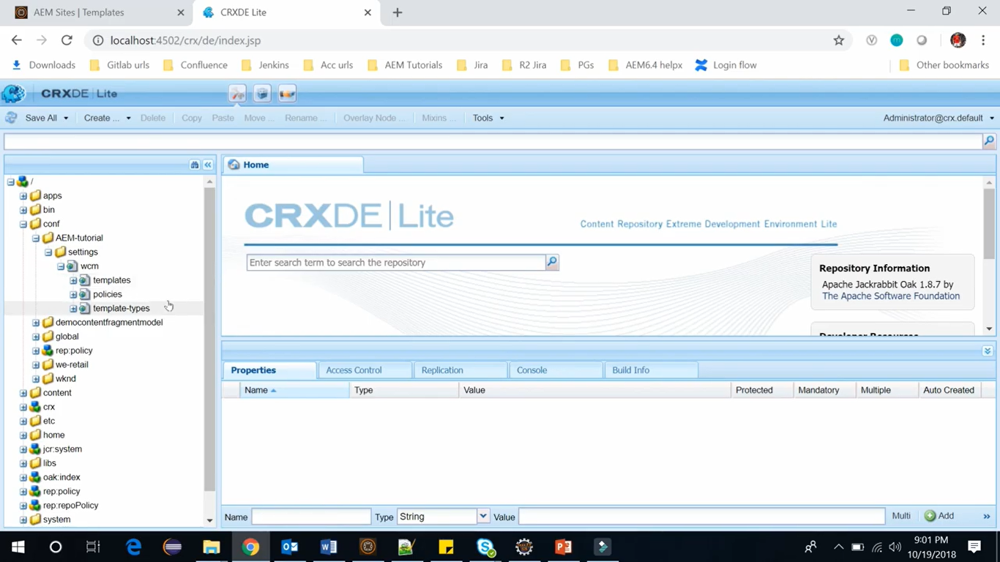 AEM Sites | Templates
CRXDE Lite
localhost:4502/crx/de/index.jsp
Downloads Gitlab urls Confluence Jenkins Acc urls AEM Tutorials Jira R2 Jira PGs AEM6.4 helpx Login flow Other bookmarks
CRXDE | Lite
Save All Create ... Delete Copy Paste Move ... Rename ... Overlay Node ... Mixins ... Tools Administrator@crx.default
Home
/
apps
bin
conf
AEM-tutorial
settings
wcm
templates
policies
template-types
democontentfragmentmodel
global
rep:policy
we-retail
wknd
content
crx
etc
home
jcr:system
libs
oak:index
rep:policy
rep:repoPolicy
system
CRXDE | Lite
Content Repository Extreme Development Environment Lite
Enter search term to search the repository
Repository Information
Apache Jackrabbit Oak 1.8.7 by
The Apache Software Foundation
Developer Resources
Properties Access Control Replication Console Build Info
Name Type Value Protected Mandatory Multiple Auto Created
Name Type String Value Multi Add
9:01 PM
10/19/2018